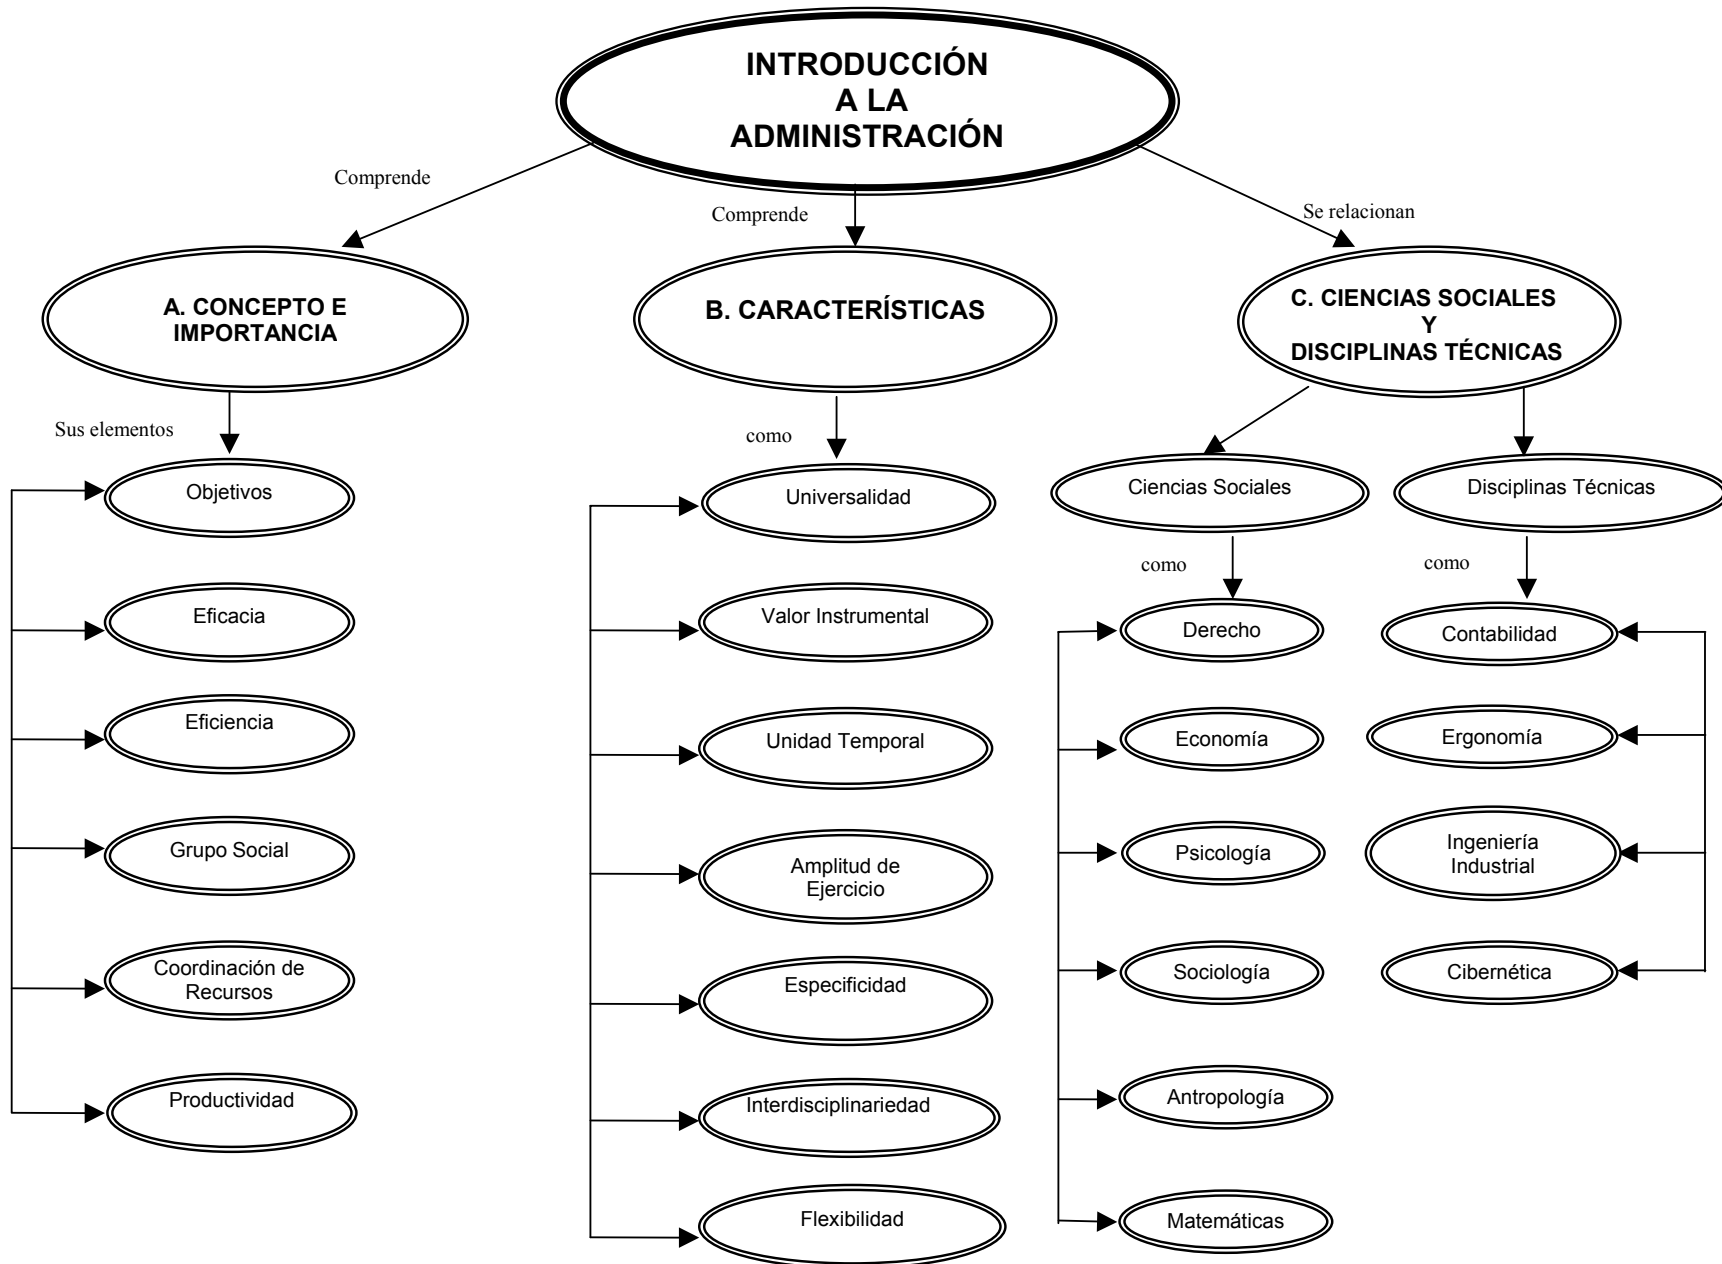 INTRODUCCIÓN
A LA
ADMINISTRACIÓN
Comprende
Comprende
Se relacionan
A. CONCEPTO E
IMPORTANCIA
B. CARACTERÍSTICAS
C. CIENCIAS SOCIALES
Y
DISCIPLINAS TÉCNICAS
Sus elementos
Objetivos
Eficacia
Eficiencia
Grupo Social
Coordinación de
Recursos
Productividad
como
Universalidad
Valor Instrumental
Unidad Temporal
Amplitud de
Ejercicio
Especificidad
Interdisciplinariedad
Flexibilidad
Ciencias Sociales
como
Derecho
Economía
Psicología
Sociología
Antropología
Matemáticas
Disciplinas Técnicas
como
Contabilidad
Ergonomía
Ingeniería
Industrial
Cibernética